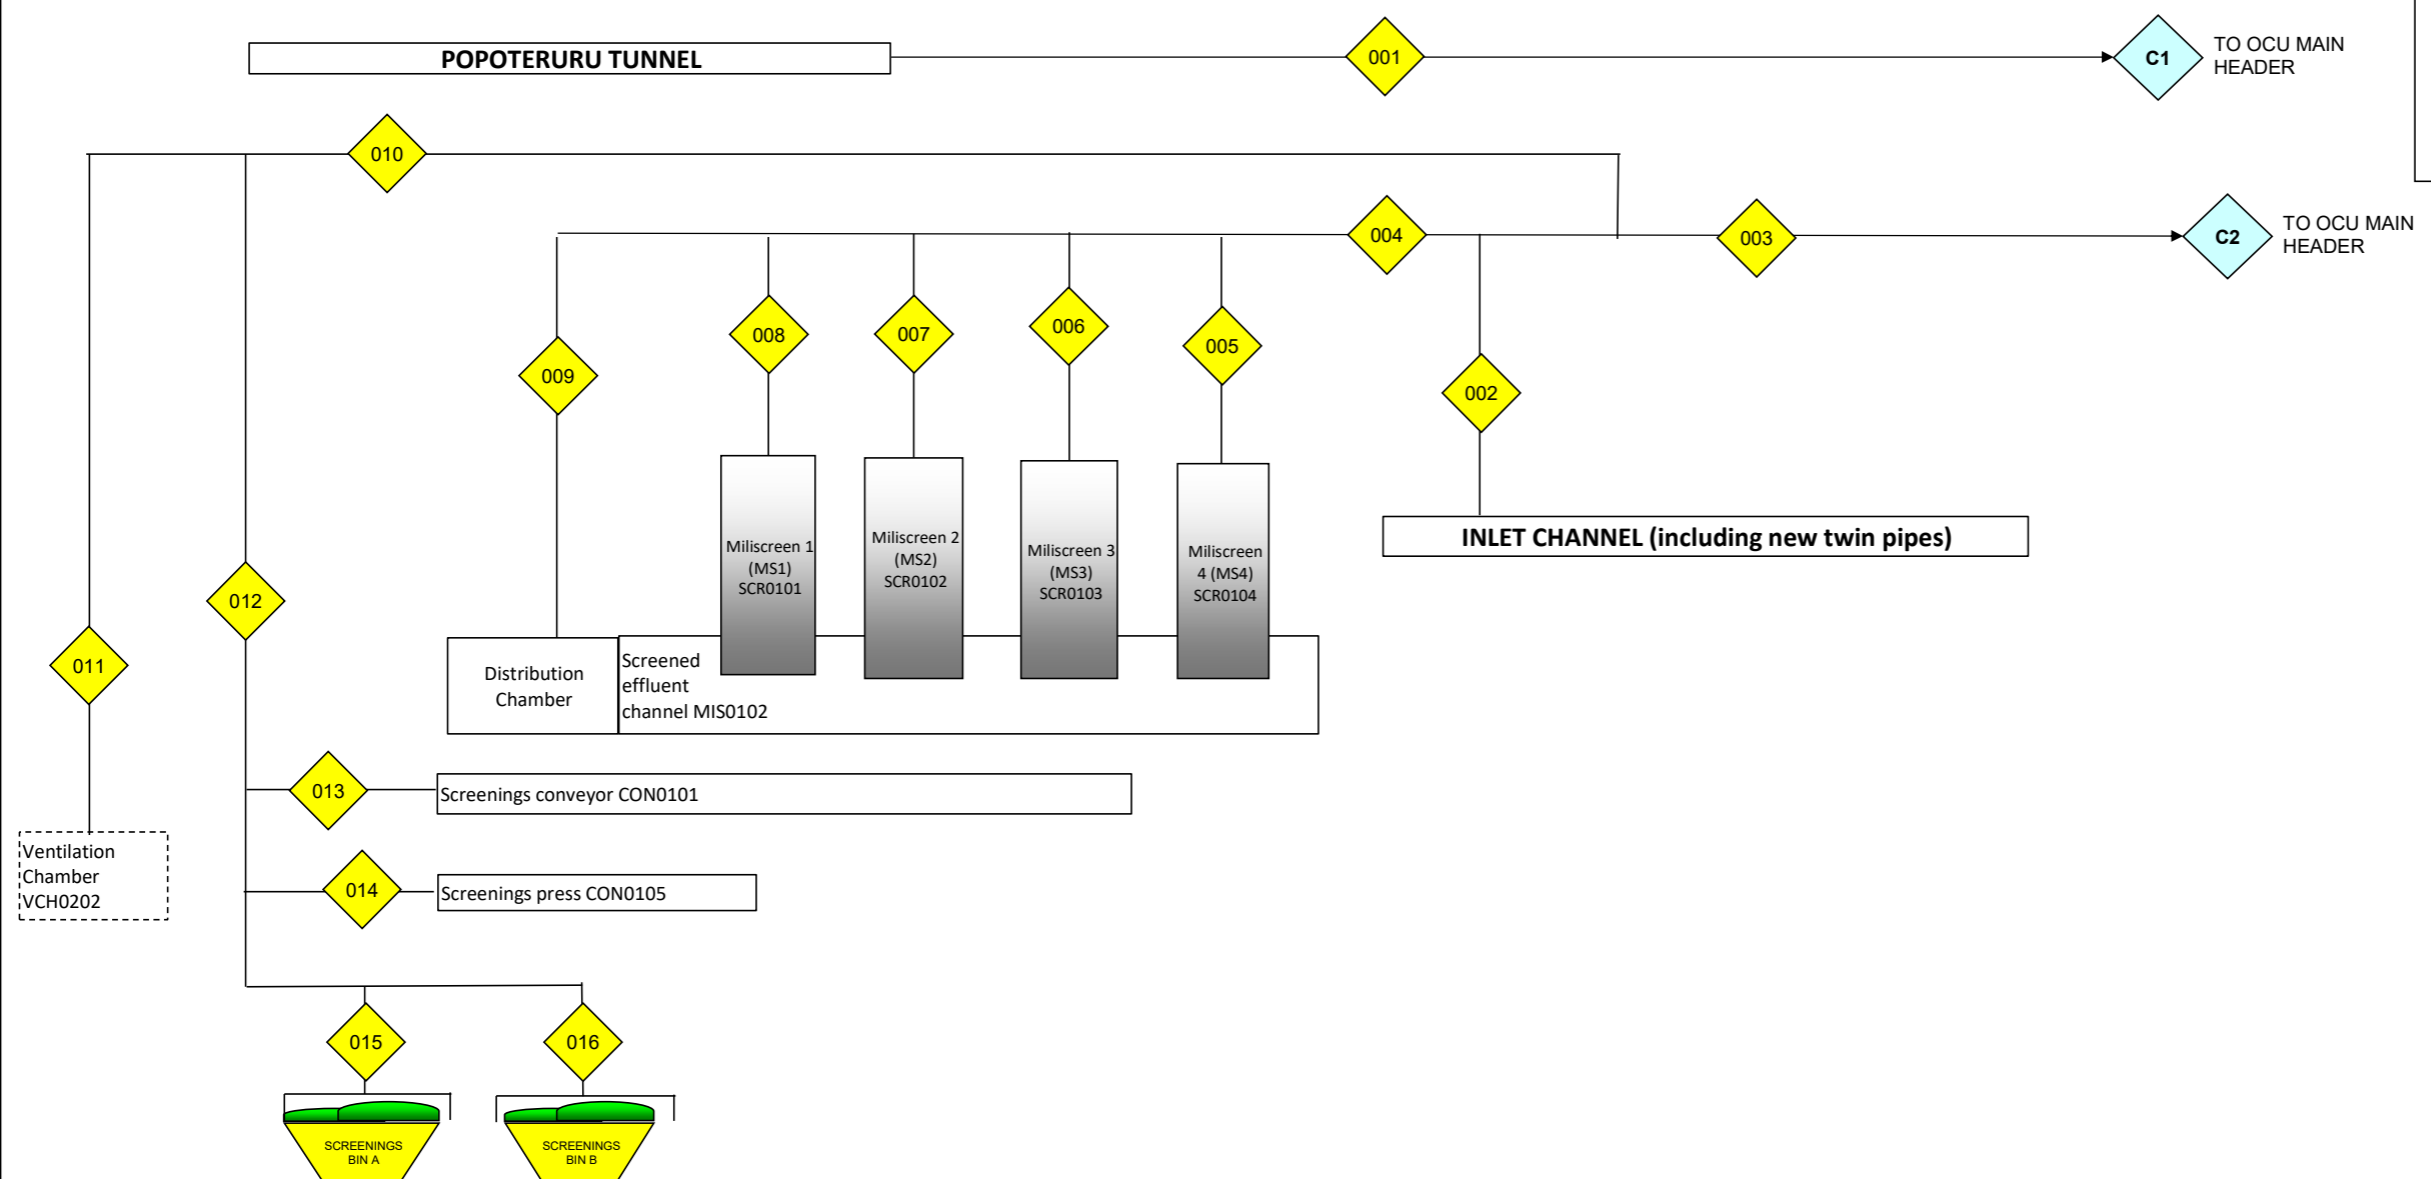 POPOTERURU TUNNEL
001
C1
TO OCU MAIN
HEADER
010
004
003
C2
TO OCU MAIN
HEADER
009
008
007
006
005
002
Miliscreen 1
(MS1)
SCR0101
Miliscreen 2
(MS2)
SCR0102
Miliscreen 3
(MS3)
SCR0103
Miliscreen
4 (MS4)
SCR0104
INLET CHANNEL (including new twin pipes)
012
011
Distribution
Chamber
Screened
effluent
channel MIS0102
013
Screenings conveyor CON0101
Ventilation
Chamber
VCH0202
014
Screenings press CON0105
015
016
SCREENINGS
BIN A
SCREENINGS
BIN B